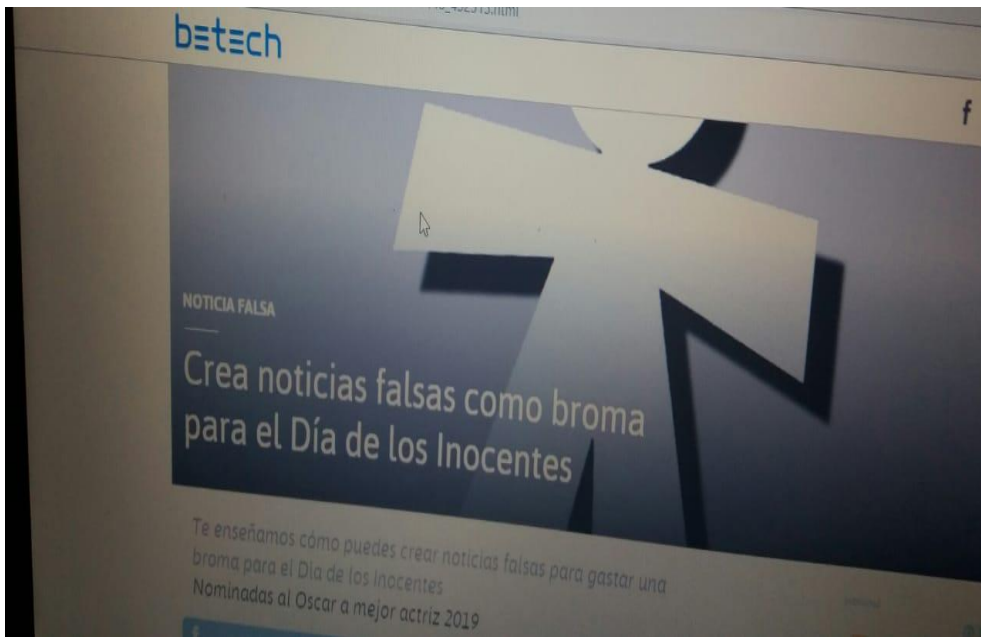 betech
f
NOTICIA FALSA
Crea noticias falsas como broma
para el Día de los Inocentes
Te enseñamos cómo puedes crear noticias falsas para gastar una
broma para el Día de los Inocentes
Nominadas al Oscar a mejor actriz 2019
f